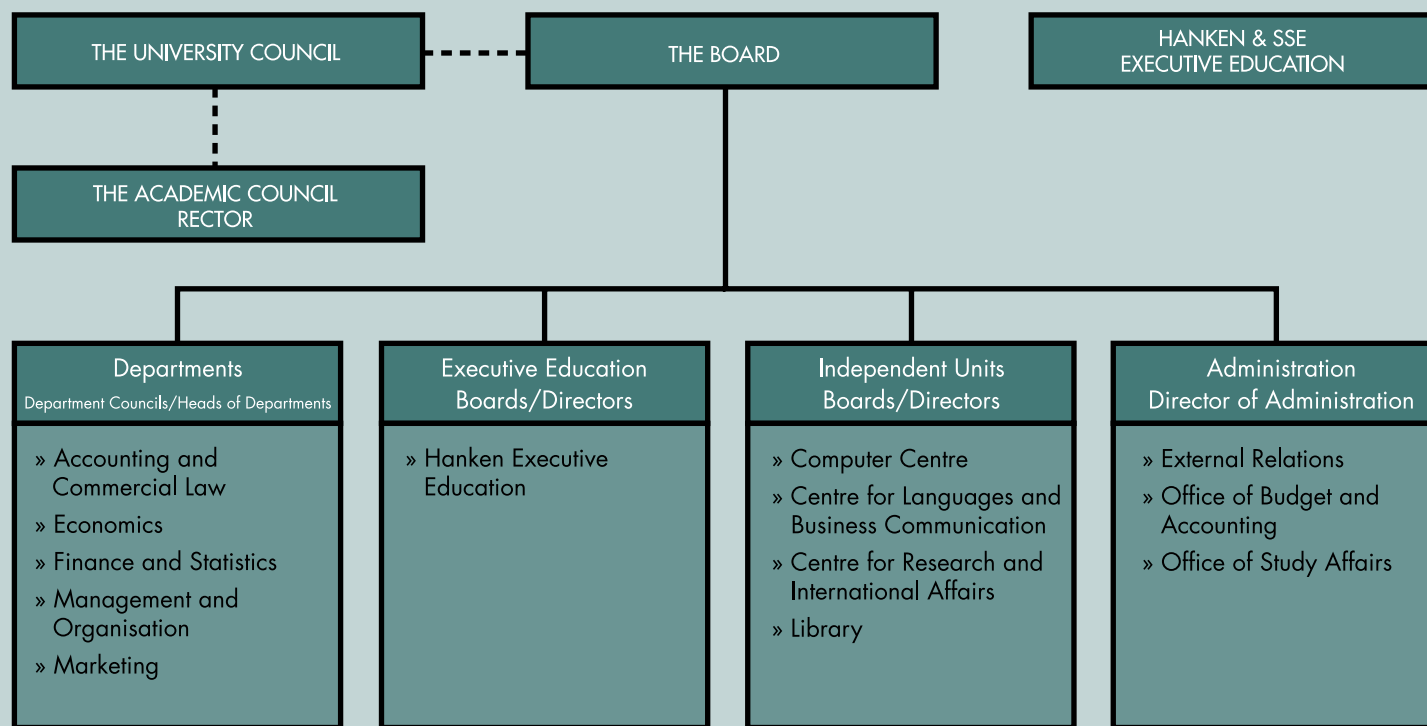 THE UNIVERSITY COUNCIL
THE BOARD
HANKEN & SSE
EXECUTIVE EDUCATION
THE ACADEMIC COUNCIL
RECTOR
Departments
Department Councils/Heads of Departments
» Accounting and
Commercial Law
» Economics
» Finance and Statistics
» Management and
Organisation
» Marketing
Executive Education
Boards/Directors
» Hanken Executive
Education
Independent Units
Boards/Directors
» Computer Centre
» Centre for Languages and
Business Communication
» Centre for Research and
International Affairs
» Library
Administration
Director of Administration
» External Relations
» Office of Budget and
Accounting
» Office of Study Affairs